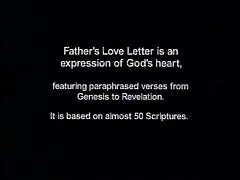 Father's Love Letter is an
expression of God's heart,
featuring paraphrased verses from
Genesis to Revelation.
It is based on almost 50 Scriptures.